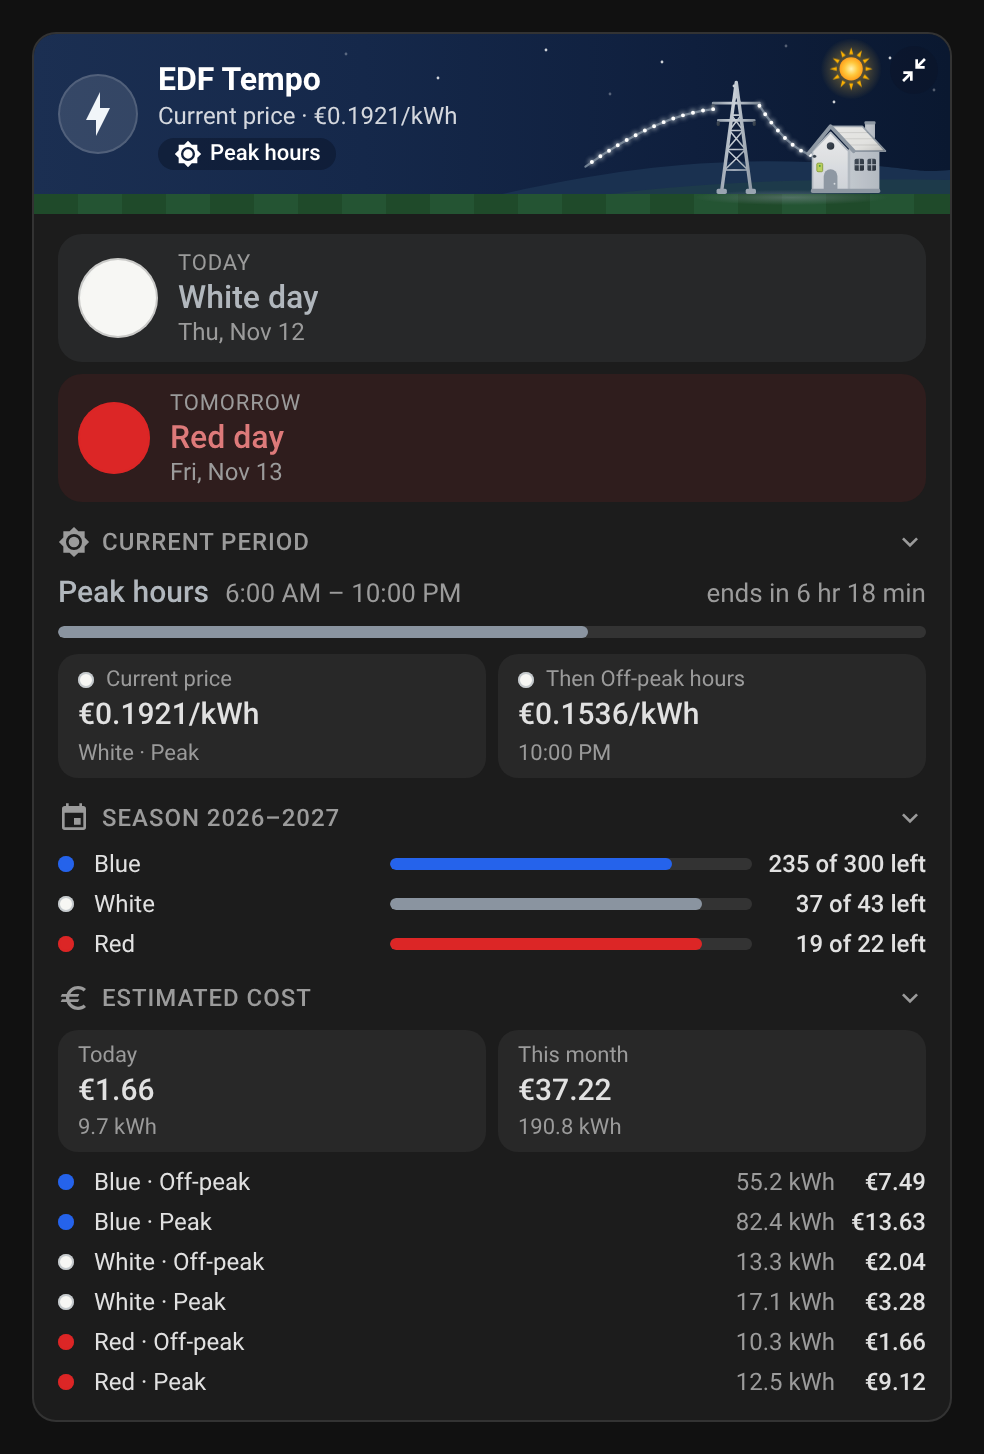 EDF Tempo
Current price · €0.1921/kWh
Peak hours
TODAY
White day
Thu, Nov 12
TOMORROW
Red day
Fri, Nov 13
CURRENT PERIOD
Peak hours 6:00 AM – 10:00 PM ends in 6 hr 18 min
Current price
€0.1921/kWh
White · Peak
Then Off-peak hours
€0.1536/kWh
10:00 PM
SEASON 2026–2027
Blue 235 of 300 left
White 37 of 43 left
Red 19 of 22 left
ESTIMATED COST
Today
€1.66
9.7 kWh
This month
€37.22
190.8 kWh
Blue · Off-peak 55.2 kWh €7.49
Blue · Peak 82.4 kWh €13.63
White · Off-peak 13.3 kWh €2.04
White · Peak 17.1 kWh €3.28
Red · Off-peak 10.3 kWh €1.66
Red · Peak 12.5 kWh €9.12